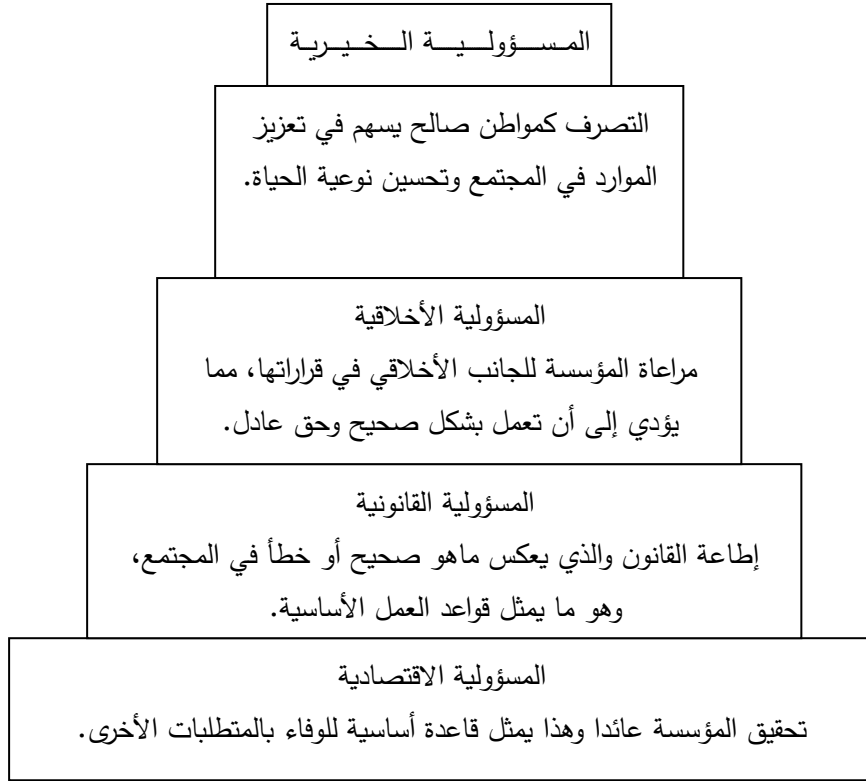 المسؤولية الخيرية
التصرف كمواطن صالح يسهم في تعزيز
الموارد في المجتمع وتحسين نوعية الحياة.
المسؤولية الأخلاقية
مراعاة المؤسسة للجانب الأخلاقي في قراراتها، مما
يؤدي إلى أن تعمل بشكل صحيح وحق عادل.
المسؤولية القانونية
إطاعة القانون والذي يعكس ماهو صحيح أو خطأ في المجتمع،
وهو ما يمثل قواعد العمل الأساسية.
المسؤولية الاقتصادية
تحقيق المؤسسة عائدا وهذا يمثل قاعدة أساسية للوفاء بالمتطلبات الأخرى.